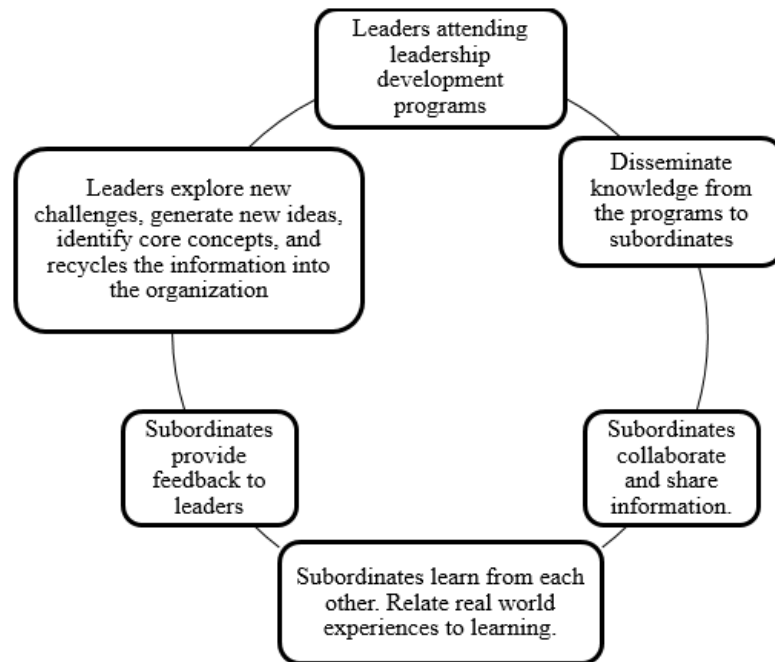 Leaders attending
leadership
development
programs
Disseminate
knowledge from
the programs to
subordinates
Subordinates
collaborate
and share
information.
Subordinates learn from each
other. Relate real world
experiences to learning.
Subordinates
provide
feedback to
leaders
Leaders explore new
challenges, generate new ideas,
identify core concepts, and
recycles the information into
the organization